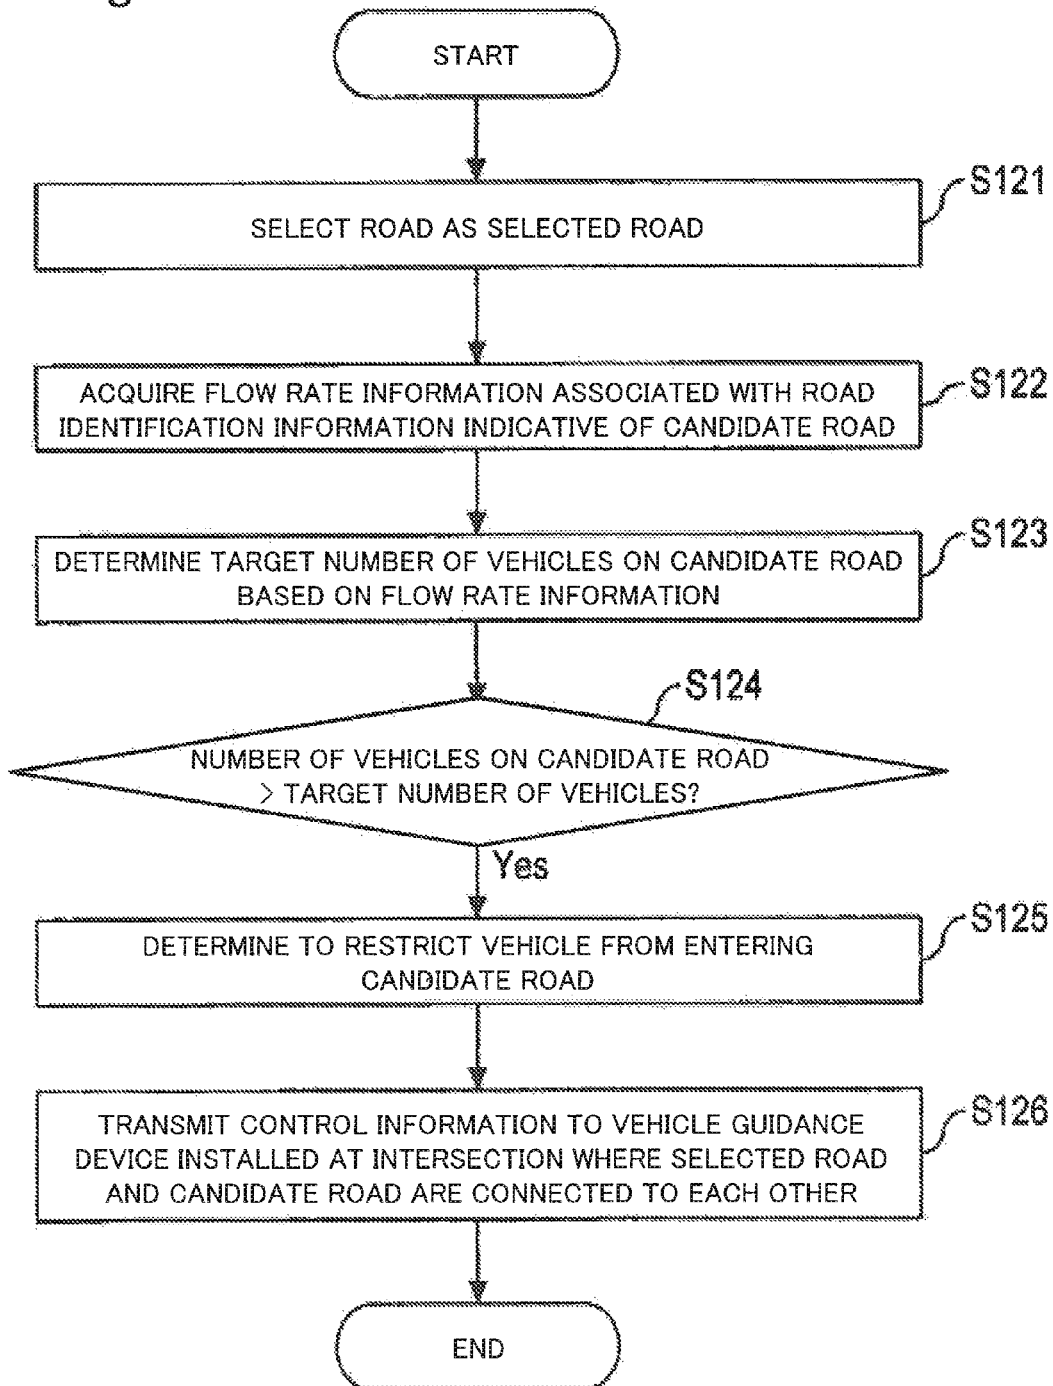 START
S121
SELECT ROAD AS SELECTED ROAD
S122
ACQUIRE FLOW RATE INFORMATION ASSOCIATED WITH ROAD
IDENTIFICATION INFORMATION INDICATIVE OF CANDIDATE ROAD
S123
DETERMINE TARGET NUMBER OF VEHICLES ON CANDIDATE ROAD
BASED ON FLOW RATE INFORMATION
S124
NUMBER OF VEHICLES ON CANDIDATE ROAD
> TARGET NUMBER OF VEHICLES?
Yes
S125
DETERMINE TO RESTRICT VEHICLE FROM ENTERING
CANDIDATE ROAD
S126
TRANSMIT CONTROL INFORMATION TO VEHICLE GUIDANCE
DEVICE INSTALLED AT INTERSECTION WHERE SELECTED ROAD
AND CANDIDATE ROAD ARE CONNECTED TO EACH OTHER
END